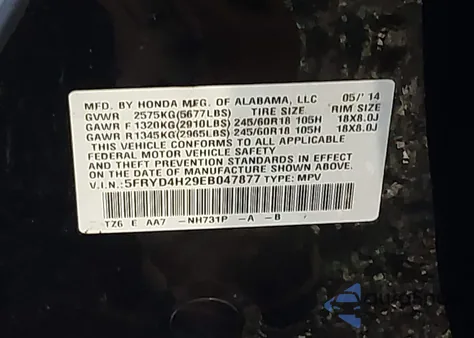 MFD. BY HONDA MFG. OF ALABAMA, LLC 05/'14
GVWR 2575KG(5677LBS) TIRE SIZE RIM SIZE
GAWR F 1320KG(2910LBS) 245/60R18 105H 18X8.0J
GAWR R 1345KG(2965LBS) 245/60R18 105H 18X8.0J
THIS VEHICLE CONFORMS TO ALL APPLICABLE
FEDERAL MOTOR VEHICLE SAFETY
AND THEFT PREVENTION STANDARDS IN EFFECT
ON THE DATE OF MANUFACTURE SHOWN ABOVE.
V.I.N.: 5FRYD4H29EB047877 TYPE: MPV
TZ6 E AA7 -NH731P -A -B